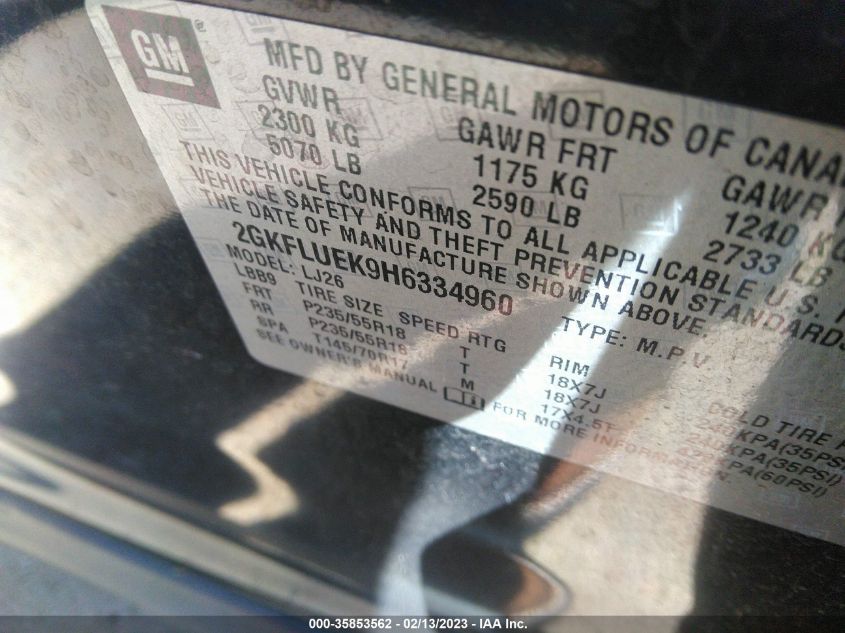 GM ®
MFD BY GENERAL MOTORS OF CANA
GVWR GAWR FRT GAWR
2300 KG 1175 KG 1240 KG
5070 LB 2590 LB 2733 LB
THIS VEHICLE CONFORMS TO ALL APPLICABLE U.S.
VEHICLE SAFETY AND THEFT PREVENTION STANDARDS
THE DATE OF MANUFACTURE SHOWN ABOVE.
2GKFLUEK9H6334960 TYPE: M.P.V
MODEL: LJ26
LBB9 TIRE SIZE SPEED RTG RIM COLD TIRE
FRT P235/55R18 T 18X7J 240KPA(35PSI
RR P235/55R18 T 18X7J 240KPA(35PSI)
SPA T145/70R17 M 17X4.5T 420KPA(60PSI)
SEE OWNER'S MANUAL FOR MORE INFORMATION.
000-35853562 - 02/13/2023 - IAA Inc.